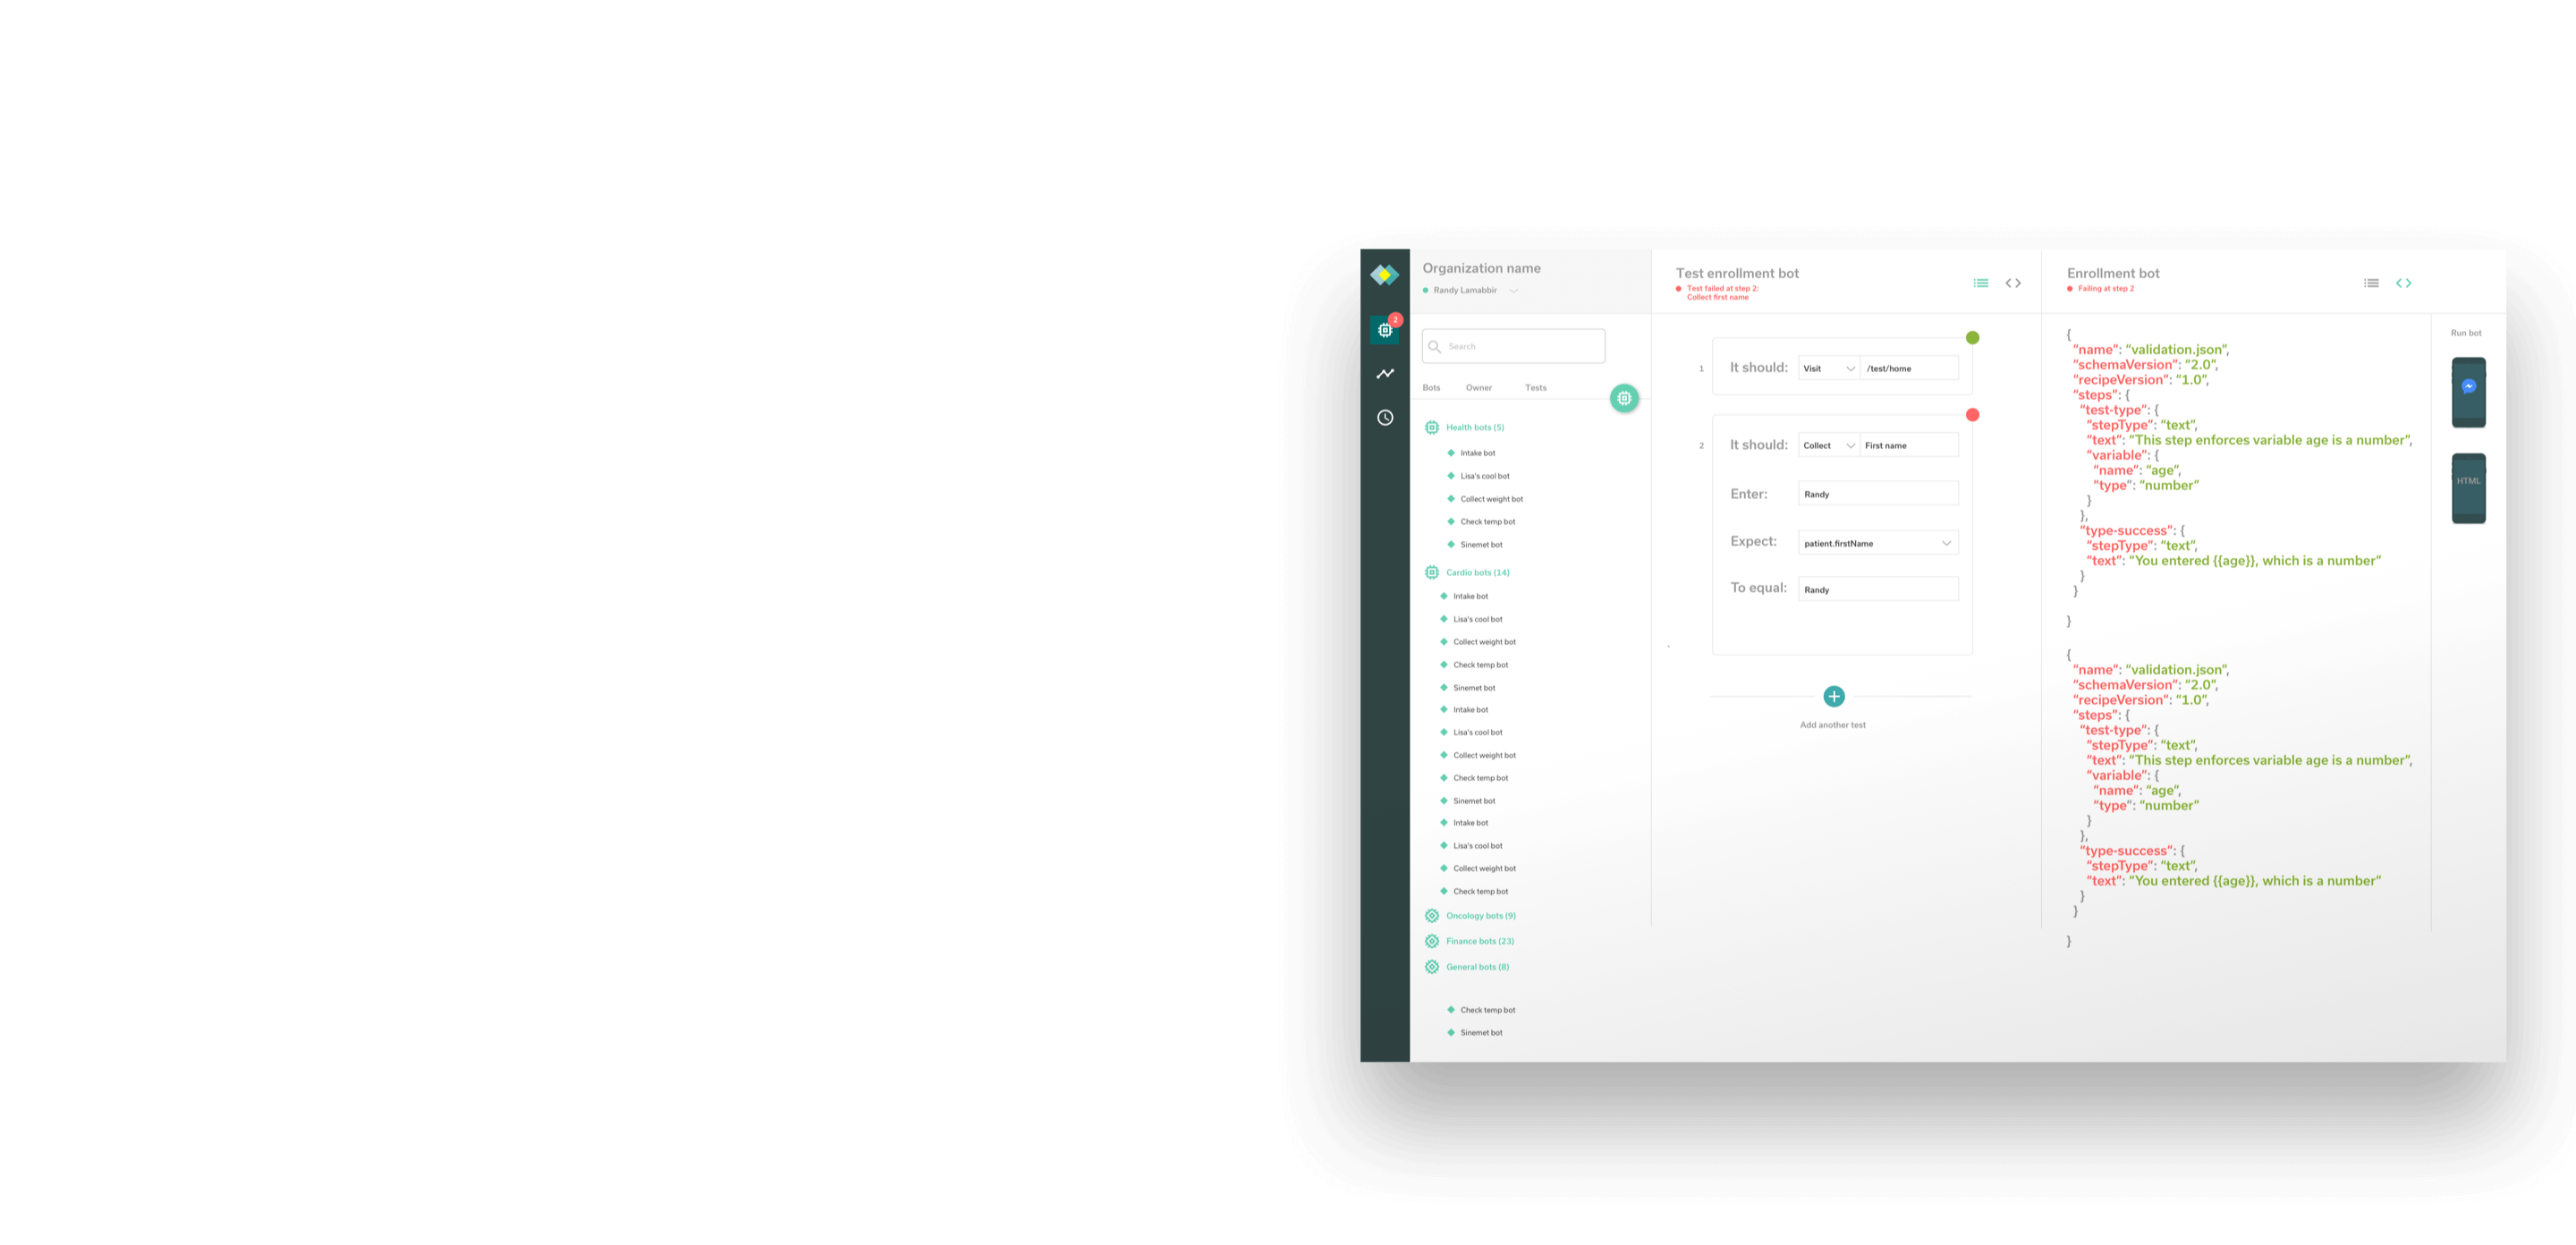 2
Organization name
Randy Lamabbir
Search
Bots Owner Tests
Health bots (5)
Intake bot
Lisa's cool bot
Collect weight bot
Check temp bot
Sinemet bot
Cardio bots (14)
Intake bot
Lisa's cool bot
Collect weight bot
Check temp bot
Sinemet bot
Intake bot
Lisa's cool bot
Collect weight bot
Check temp bot
Sinemet bot
Intake bot
Lisa's cool bot
Collect weight bot
Check temp bot
Oncology bots (9)
Finance bots (23)
General bots (8)
Check temp bot
Sinemet bot
Test enrollment bot
Test failed at step 2:
Collect first name
1 It should: Visit /test/home
2 It should: Collect First name
Enter: Randy
Expect: patient.firstName
To equal: Randy
Add another test
Enrollment bot
Failing at step 2
{
“name”: “validation.json”,
“schemaVersion”: “2.0”,
“recipeVersion”: “1.0”,
“steps”: {
“test-type”: {
“stepType”: “text”,
“text”: “This step enforces variable age is a number”,
“variable”: {
“name”: “age”,
“type”: “number”
}
},
“type-success”: {
“stepType”: “text”,
“text”: “You entered {{age}}, which is a number”
}
}
}
{
“name”: “validation.json”,
“schemaVersion”: “2.0”,
“recipeVersion”: “1.0”,
“steps”: {
“test-type”: {
“stepType”: “text”,
“text”: “This step enforces variable age is a number”,
“variable”: {
“name”: “age”,
“type”: “number”
}
},
“type-success”: {
“stepType”: “text”,
“text”: “You entered {{age}}, which is a number”
}
}
}
Run bot
HTML